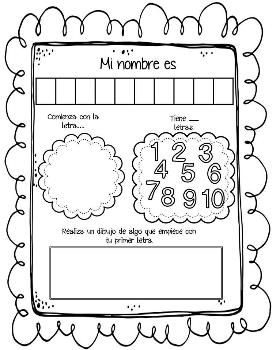 Mi nombre es
Comienza con la
letra...
Tiene ___
letras.
1 2 3
4 5 6
7 8 9 10
Realiza un dibujo de algo que empiece con
tu primer letra.